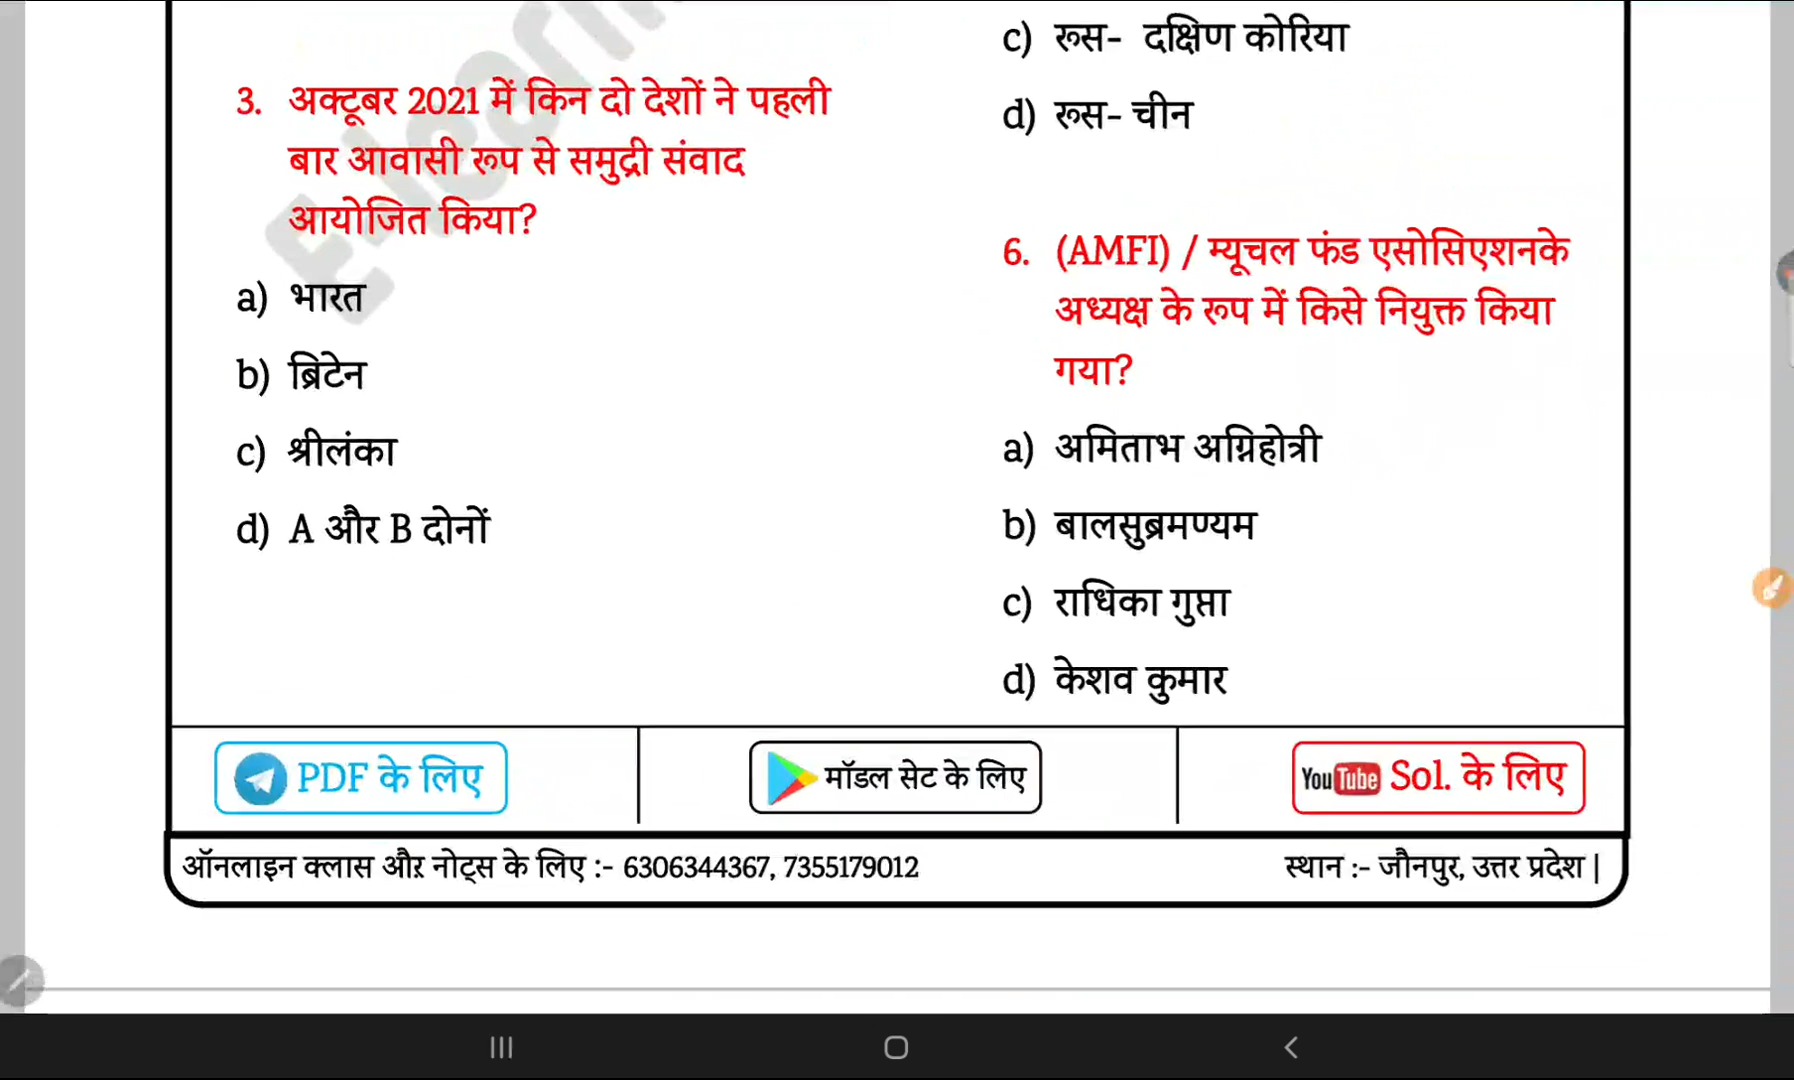 3. अक्टूबर 2021 में किन दो देशों ने पहली
बार आवासी रूप से समुद्री संवाद
आयोजित किया?
a) भारत
b) ब्रिटेन
c) श्रीलंका
d) A और B दोनों
c) रूस- दक्षिण कोरिया
d) रूस- चीन
6. (AMFI) / म्यूचल फंड एसोसिएशनके
अध्यक्ष के रूप में किसे नियुक्त किया
गया?
a) अमिताभ अग्निहोत्री
b) बालसुब्रमण्यम
c) राधिका गुप्ता
d) केशव कुमार
PDF के लिए
मॉडल सेट के लिए
YouTube Sol. के लिए
ऑनलाइन क्लास और नोट्स के लिए :- 6306344367, 7355179012
स्थान :- जौनपुर, उत्तर प्रदेश |